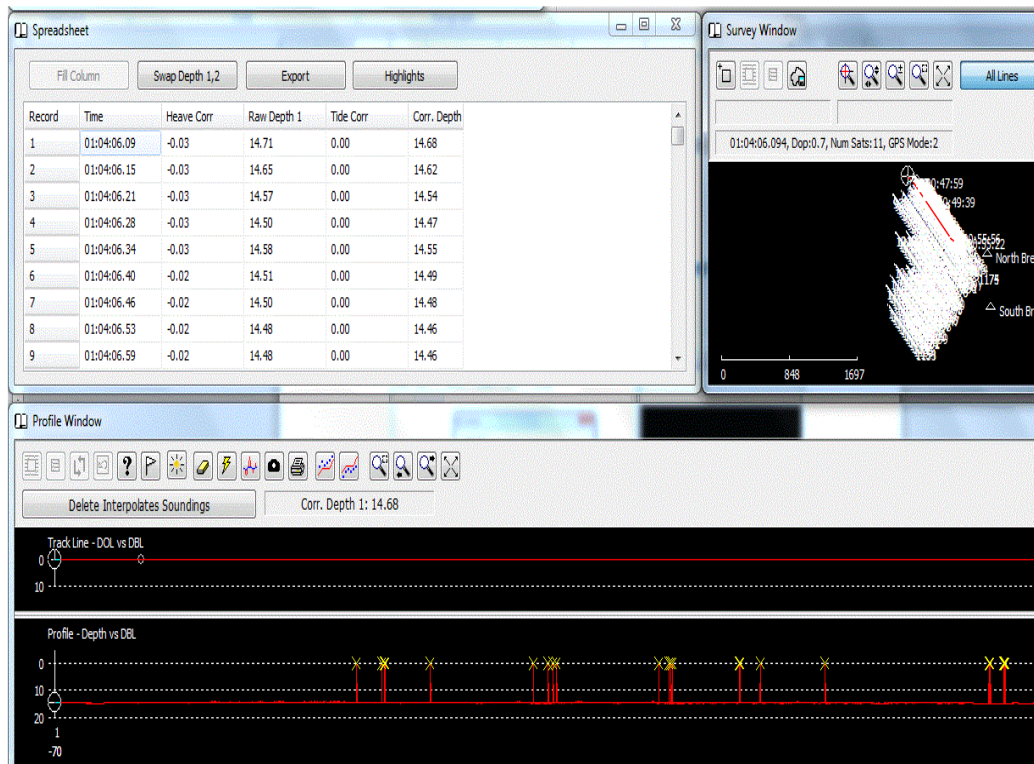 Spreadsheet
Fill Column Swap Depth 1,2 Export Highlights
Record Time Heave Corr Raw Depth 1 Tide Corr Corr. Depth
1 01:04:06.09 -0.03 14.71 0.00 14.68
2 01:04:06.15 -0.03 14.65 0.00 14.62
3 01:04:06.21 -0.03 14.57 0.00 14.54
4 01:04:06.28 -0.03 14.50 0.00 14.47
5 01:04:06.34 -0.03 14.58 0.00 14.55
6 01:04:06.40 -0.02 14.51 0.00 14.49
7 01:04:06.46 -0.02 14.50 0.00 14.48
8 01:04:06.53 -0.02 14.48 0.00 14.46
9 01:04:06.59 -0.02 14.48 0.00 14.46
Survey Window
All Lines
01:04:06.094, Dop:0.7, Num Sats:11, GPS Mode:2
0:47:59
0:49:39
North Bre
South Br
0 848 1697
Profile Window
Delete Interpolates Soundings Corr. Depth 1: 14.68
Track Line - DOL vs DBL
0
10
Profile - Depth vs DBL
0
10
20
1
-70